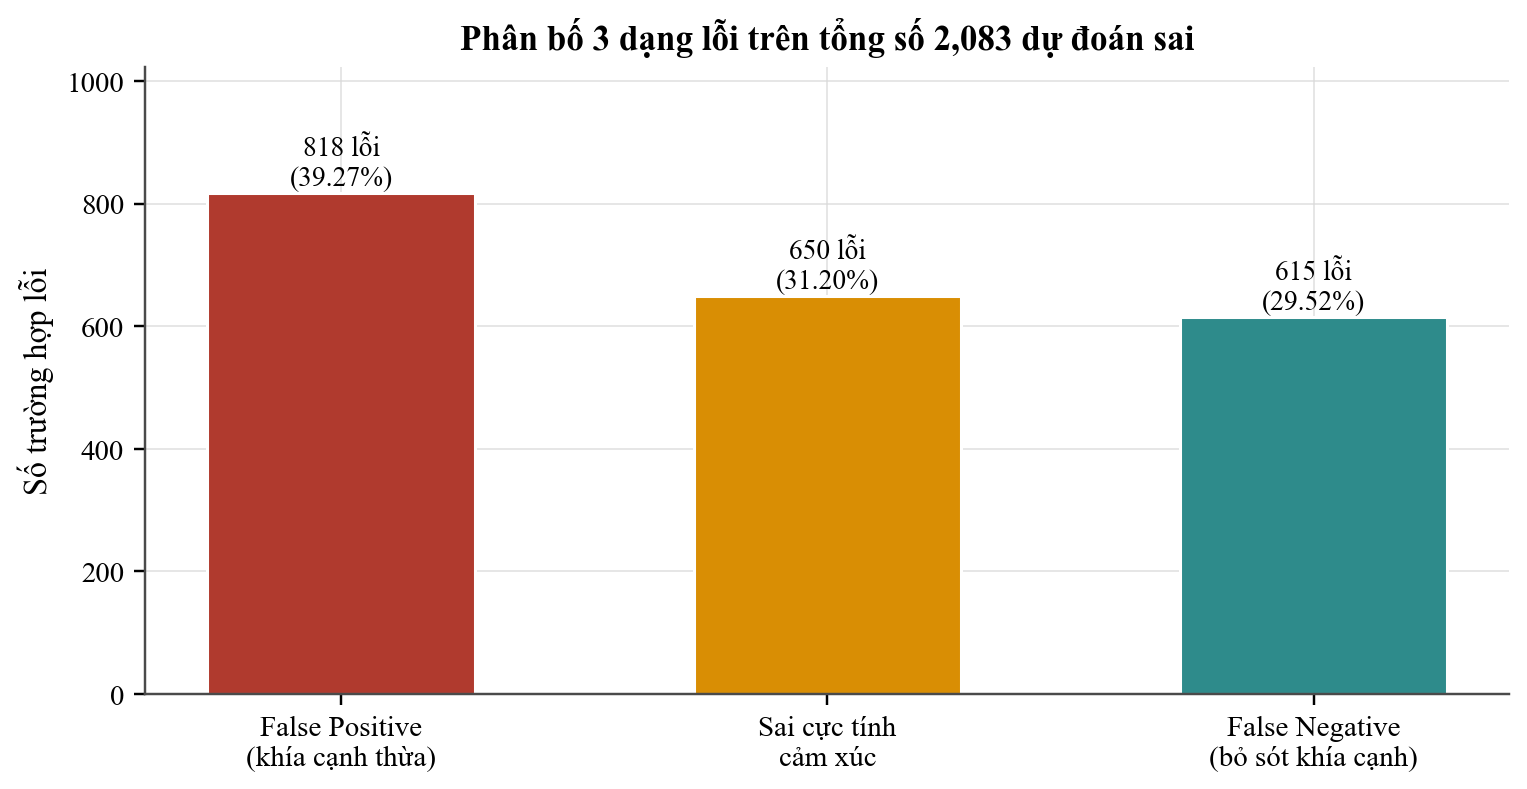 Phân bố 3 dạng lỗi trên tổng số 2,083 dự đoán sai
Số trường hợp lỗi
1000
800
600
400
200
0
818 lỗi
(39.27%)
650 lỗi
(31.20%)
615 lỗi
(29.52%)
False Positive
(khía cạnh thừa)
Sai cực tính
cảm xúc
False Negative
(bỏ sót khía cạnh)